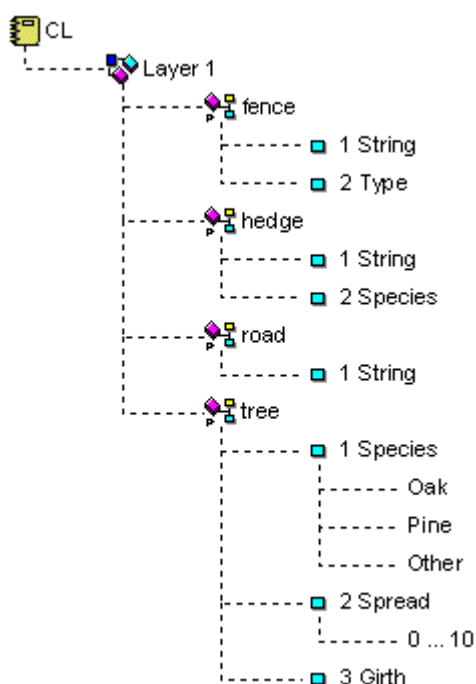 CL
Layer 1
P fence
1 String
2 Type
P hedge
1 String
2 Species
P road
1 String
P tree
1 Species
Oak
Pine
Other
2 Spread
0 ... 10
3 Girth